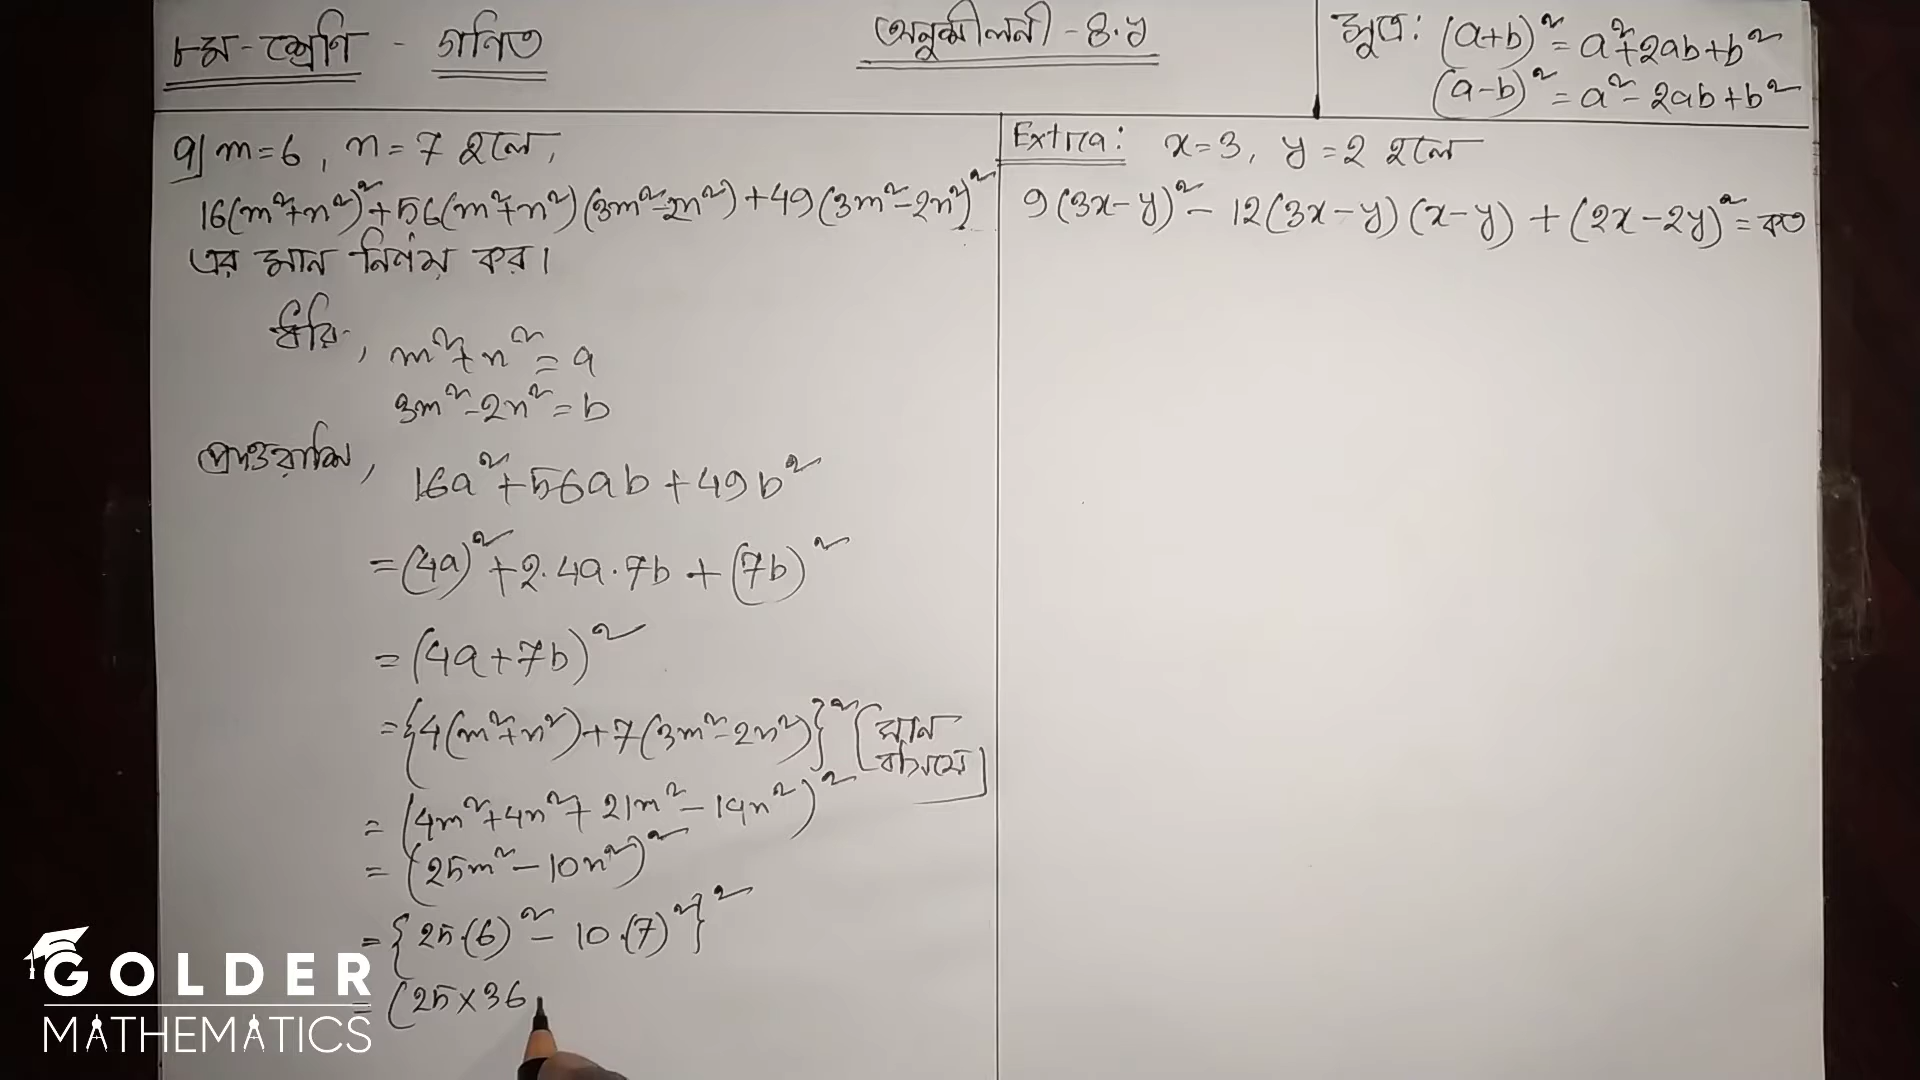 ৮ম-শ্রেণি - গনিত
অনুশীলনী - 4.1
সূত্র: (a+b)² = a²+2ab+b²
(a-b)² = a²-2ab+b²
9| m=6, n=7 হলে,
16(m²+n²)²+56(m²+n²)(3m²-2n²)+49(3m²-2n²)²
এর মান নির্ণয় কর।
ধরি, m²+n² = a
3m²-2n² = b
প্রদত্তরাশি, 16a²+56ab+49b²
= (4a)²+2.4a.7b+(7b)²
= (4a+7b)²
= {4(m²+n²)+7(3m²-2n²)}² [মান বসিয়ে]
= (4m²+4n²+21m²-14n²)²
= (25m²-10n²)²
= {25.(6)²-10.(7)²}²
= (25×36
Extra: x=3, y=2 হলে
9(3x-y)²-12(3x-y)(x-y)+(2x-2y)² = কত
GOLDER
MATHEMATICS